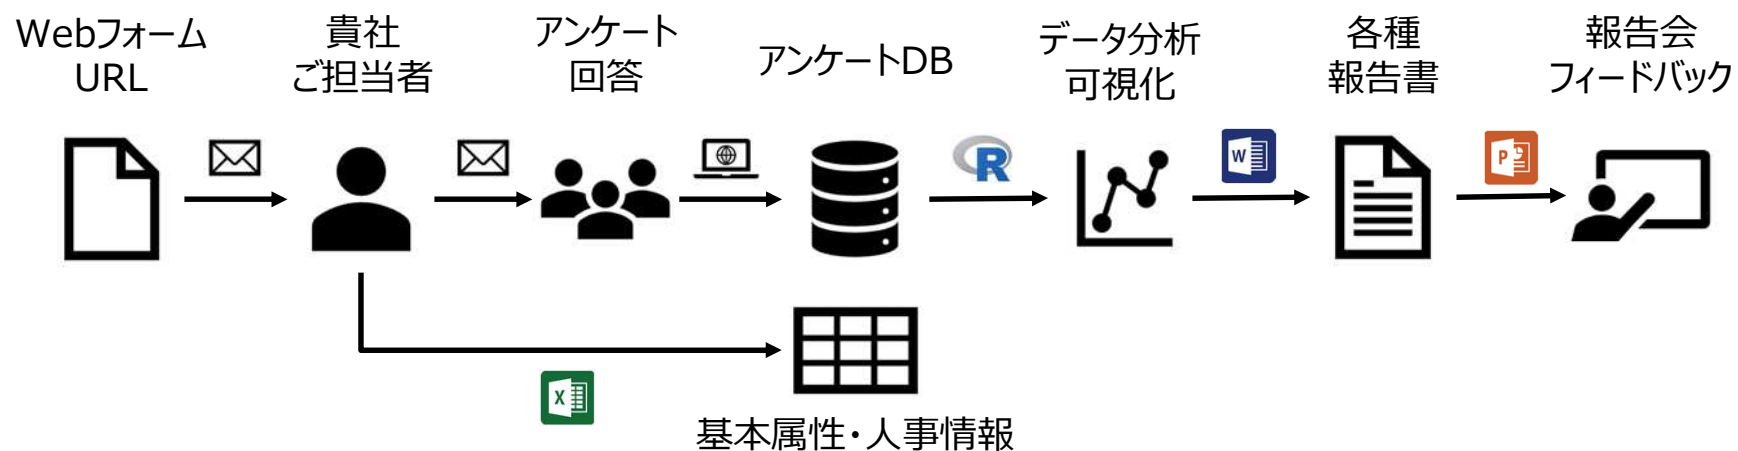 Webフォーム
URL
貴社
ご担当者
アンケート
回答
アンケートDB
データ分析
可視化
各種
報告書
報告会
フィードバック
R
W
P
X
基本属性・人事情報